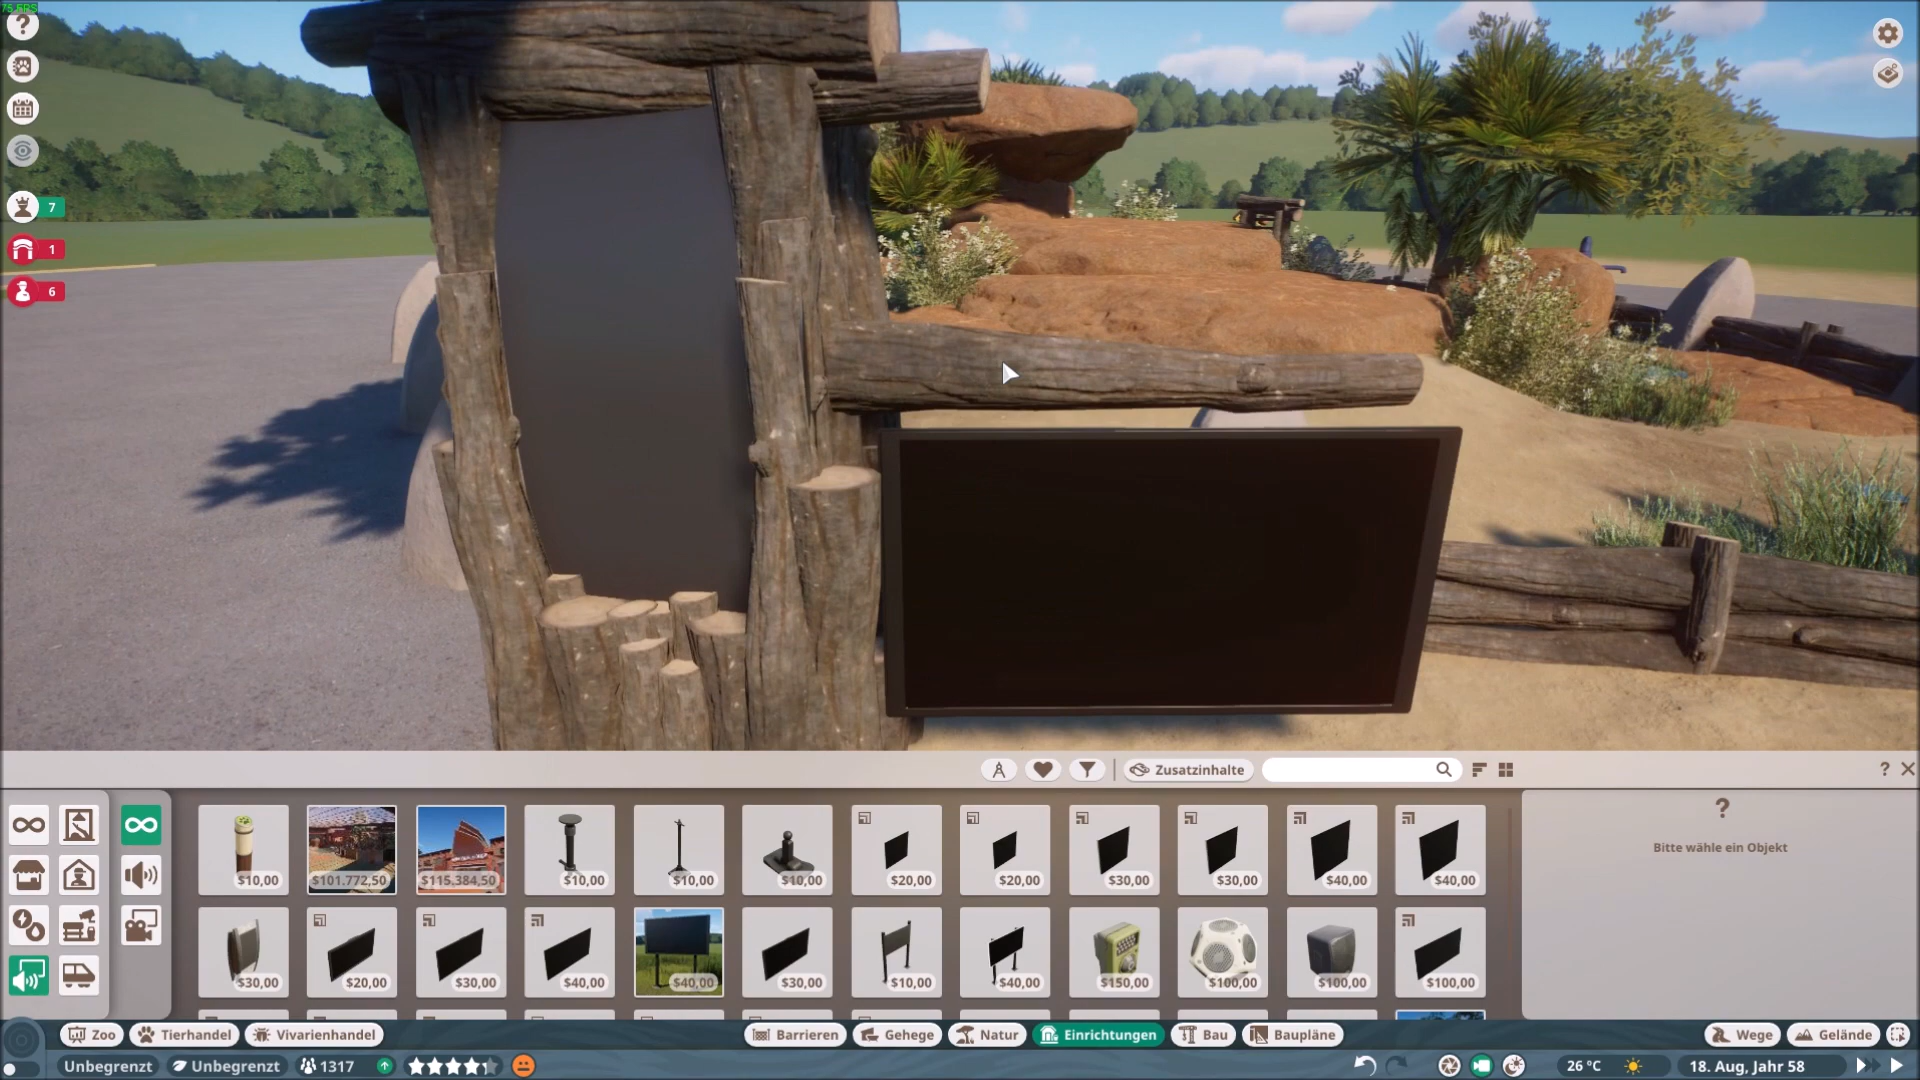 75 FPS
7
1
6
Zusatzinhalte
$10,00 $101.772,50 $115.384,50 $10,00 $10,00 $10,00 $20,00 $20,00 $30,00 $30,00 $40,00 $40,00
$30,00 $20,00 $30,00 $40,00 $40,00 $30,00 $10,00 $40,00 $150,00 $100,00 $100,00 $100,00
Bitte wähle ein Objekt
Zoo Tierhandel Vivarienhandel Barrieren Gehege Natur Einrichtungen Bau Baupläne Wege Gelände
Unbegrenzt Unbegrenzt 1317 26 °C 18. Aug, Jahr 58